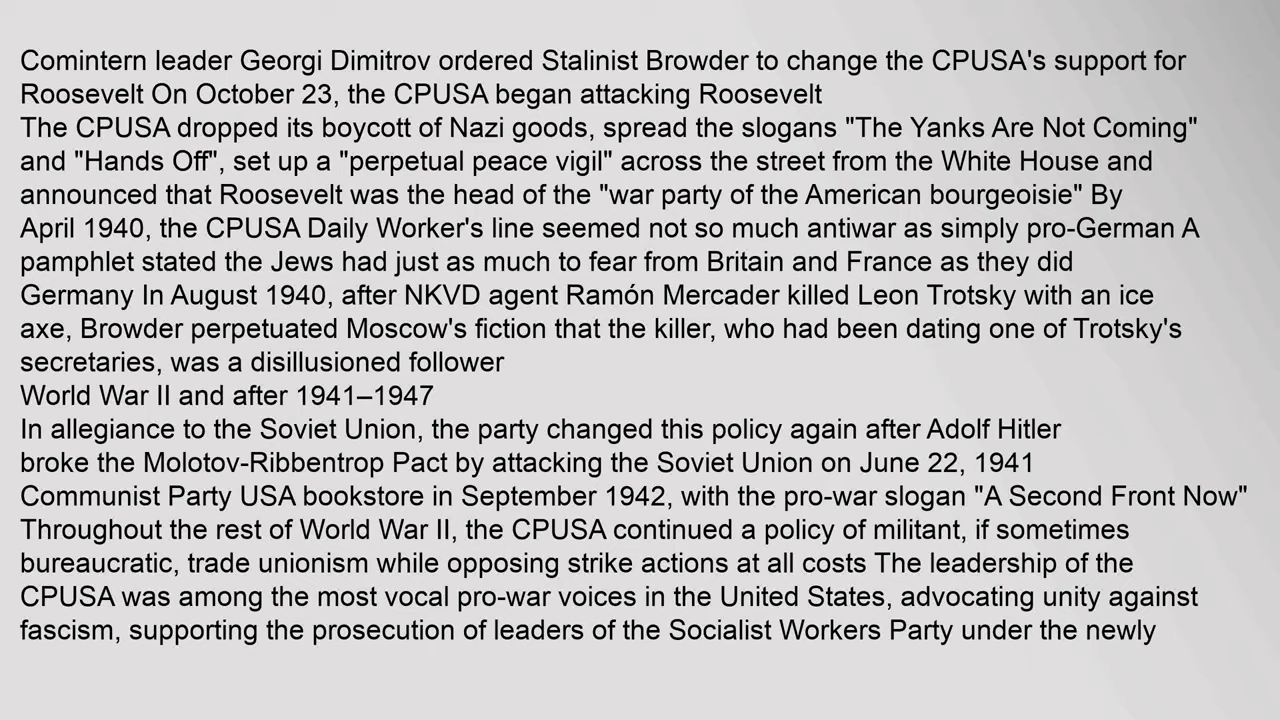 Comintern leader Georgi Dimitrov ordered Stalinist Browder to change the CPUSA's support for
Roosevelt On October 23, the CPUSA began attacking Roosevelt
The CPUSA dropped its boycott of Nazi goods, spread the slogans "The Yanks Are Not Coming"
and "Hands Off", set up a "perpetual peace vigil" across the street from the White House and
announced that Roosevelt was the head of the "war party of the American bourgeoisie" By
April 1940, the CPUSA Daily Worker's line seemed not so much antiwar as simply pro-German A
pamphlet stated the Jews had just as much to fear from Britain and France as they did
Germany In August 1940, after NKVD agent Ramón Mercader killed Leon Trotsky with an ice
axe, Browder perpetuated Moscow's fiction that the killer, who had been dating one of Trotsky's
secretaries, was a disillusioned follower
World War II and after 1941–1947
In allegiance to the Soviet Union, the party changed this policy again after Adolf Hitler
broke the Molotov-Ribbentrop Pact by attacking the Soviet Union on June 22, 1941
Communist Party USA bookstore in September 1942, with the pro-war slogan "A Second Front Now"
Throughout the rest of World War II, the CPUSA continued a policy of militant, if sometimes
bureaucratic, trade unionism while opposing strike actions at all costs The leadership of the
CPUSA was among the most vocal pro-war voices in the United States, advocating unity against
fascism, supporting the prosecution of leaders of the Socialist Workers Party under the newly